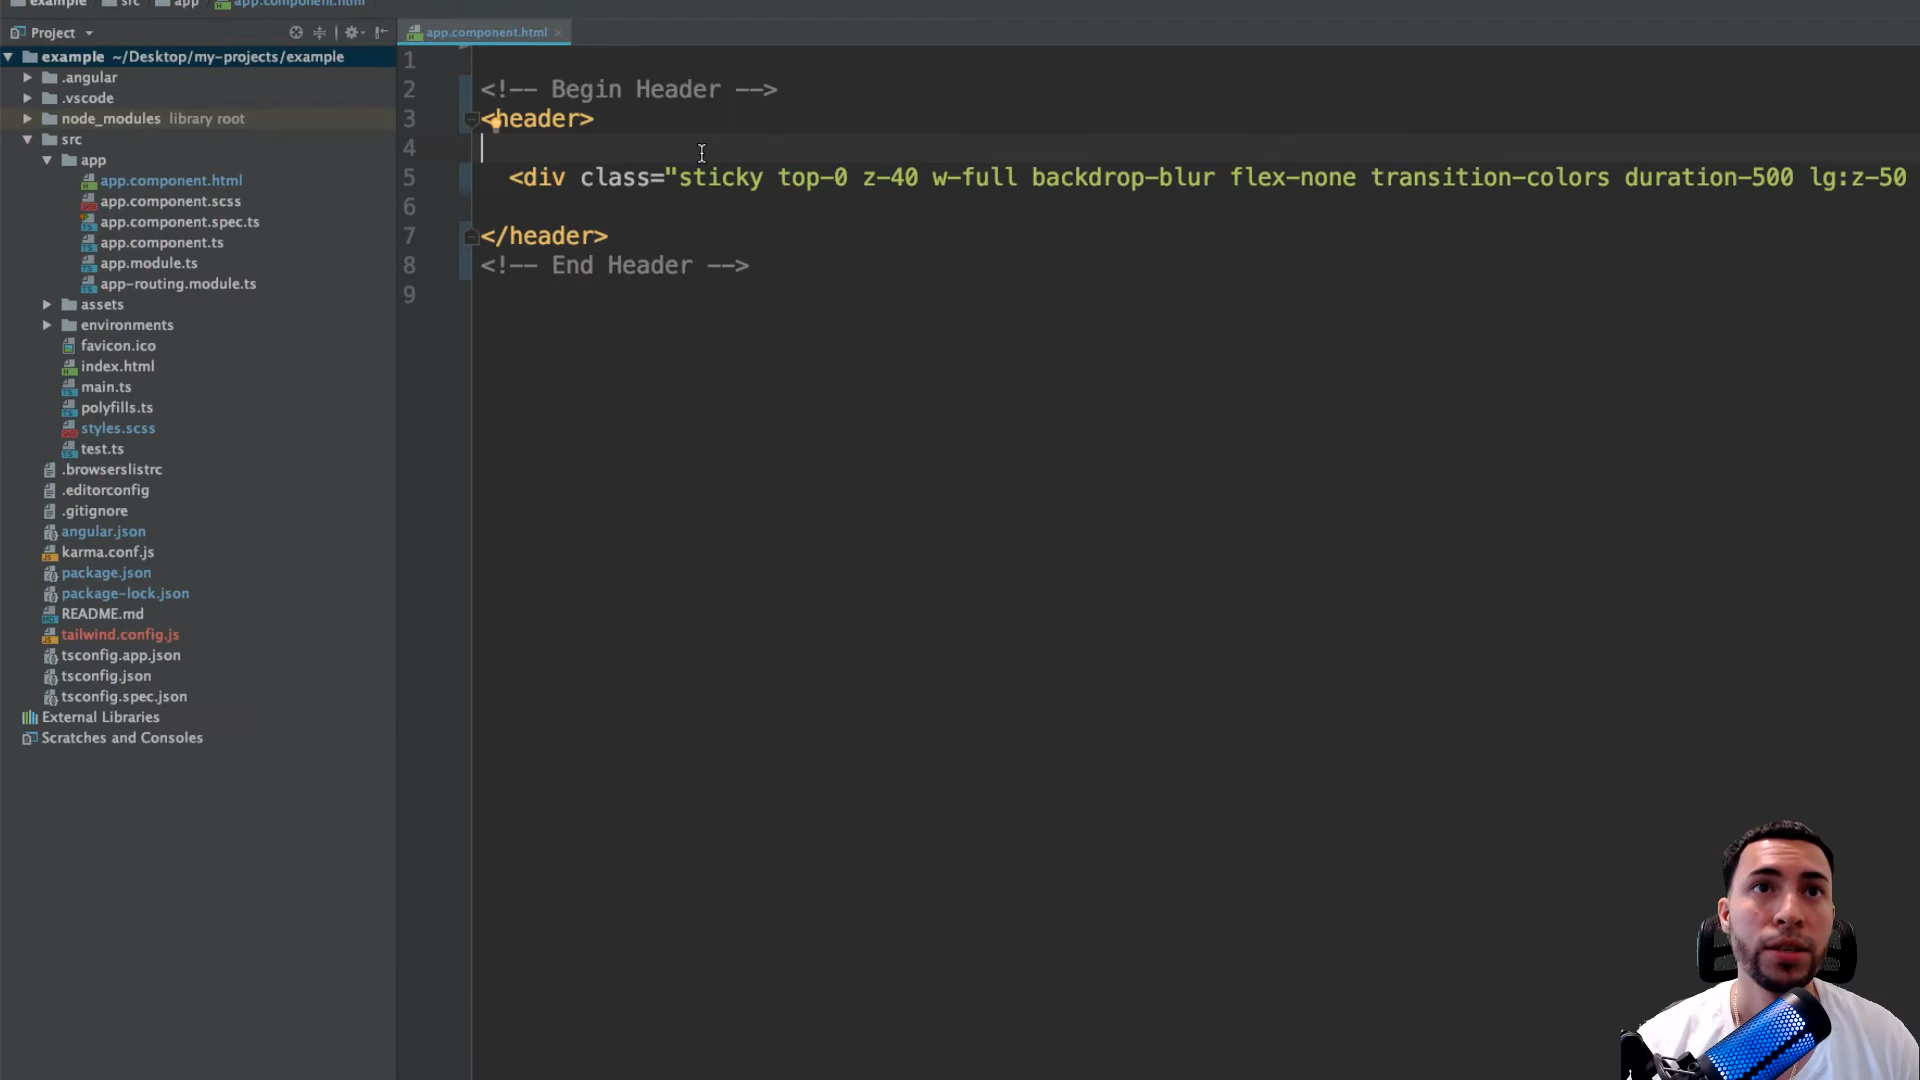 example src app app.component.html
Project
app.component.html
example ~/Desktop/my-projects/example
.angular
.vscode
node_modules library root
src
app
app.component.html
app.component.scss
app.component.spec.ts
app.component.ts
app.module.ts
app-routing.module.ts
assets
environments
favicon.ico
index.html
main.ts
polyfills.ts
styles.scss
test.ts
.browserslistrc
.editorconfig
.gitignore
angular.json
karma.conf.js
package.json
package-lock.json
README.md
tailwind.config.js
tsconfig.app.json
tsconfig.json
tsconfig.spec.json
External Libraries
Scratches and Consoles
1
2 <!-- Begin Header -->
3 <header>
4
5 <div class="sticky top-0 z-40 w-full backdrop-blur flex-none transition-colors duration-500 lg:z-50
6
7 </header>
8 <!-- End Header -->
9